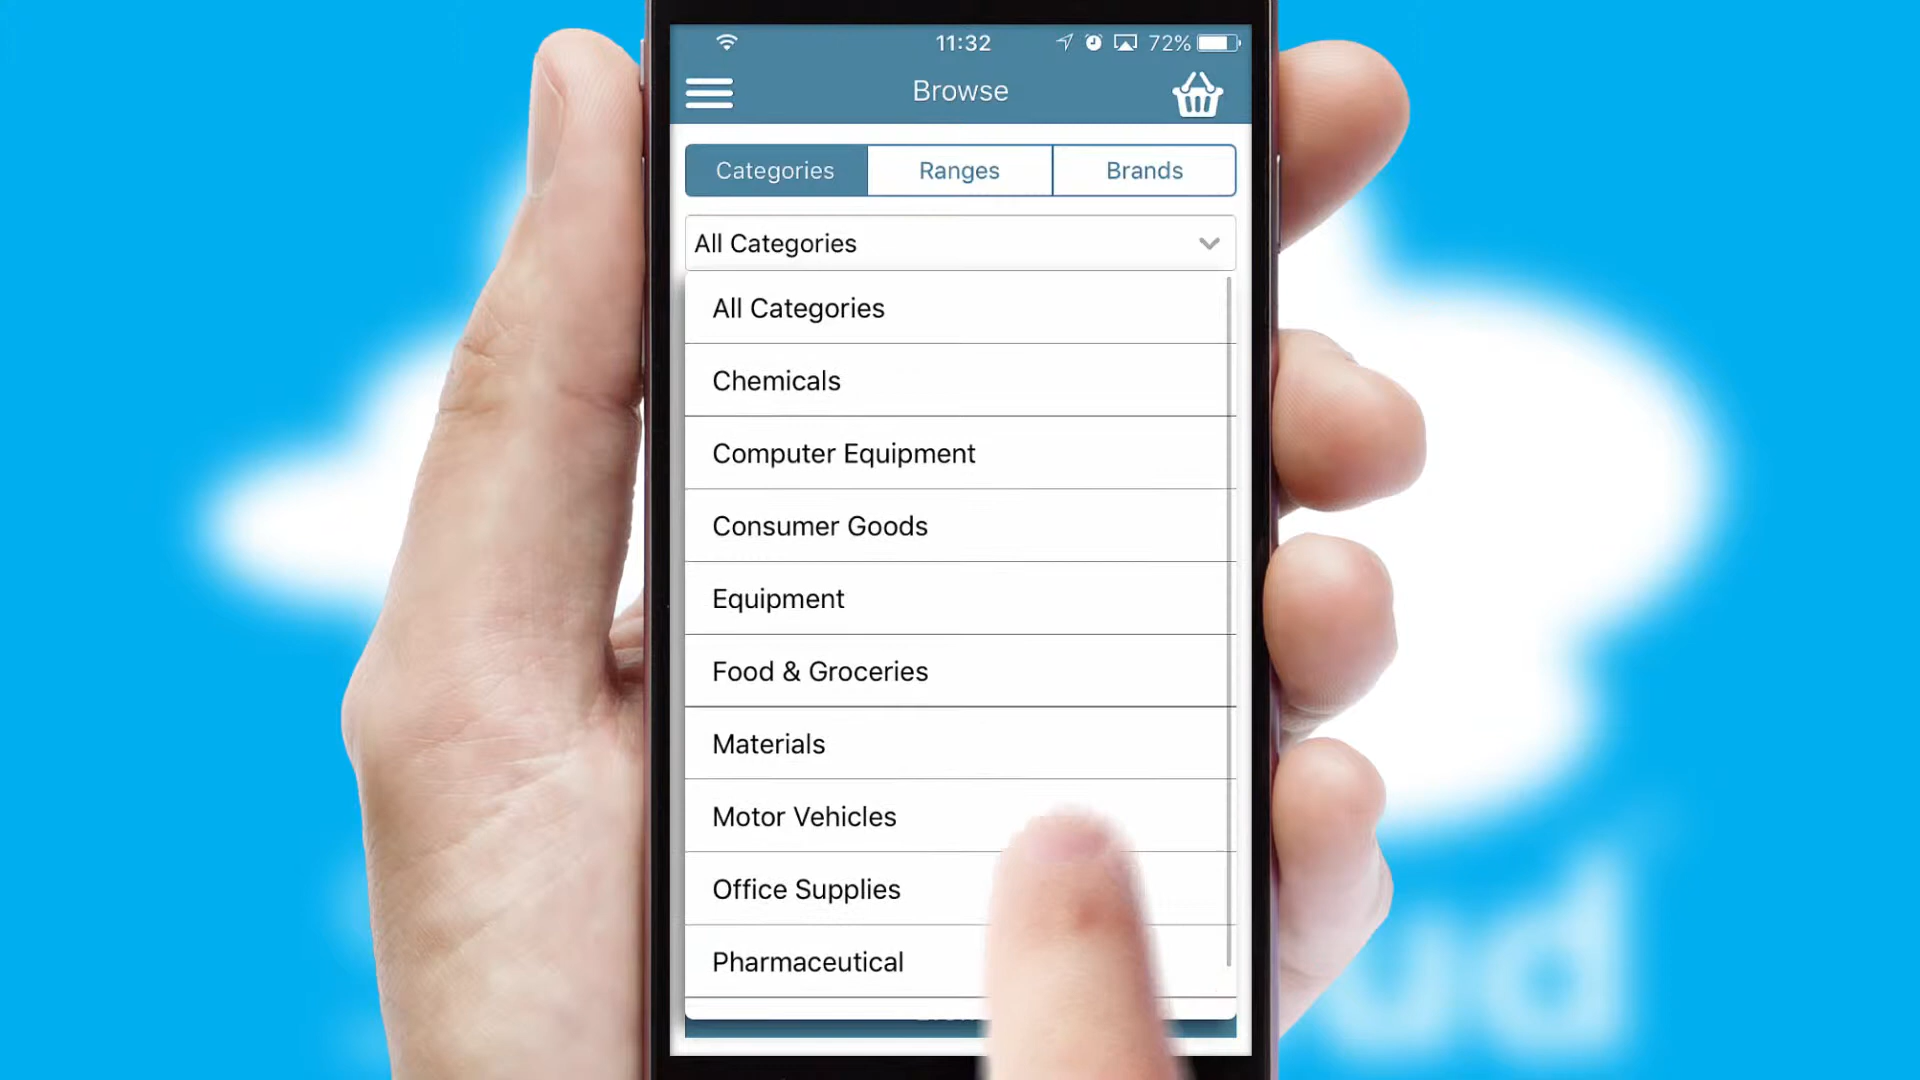 11:32
72%
Browse
Categories
Ranges
Brands
All Categories
All Categories
Chemicals
Computer Equipment
Consumer Goods
Equipment
Food & Groceries
Materials
Motor Vehicles
Office Supplies
Pharmaceutical